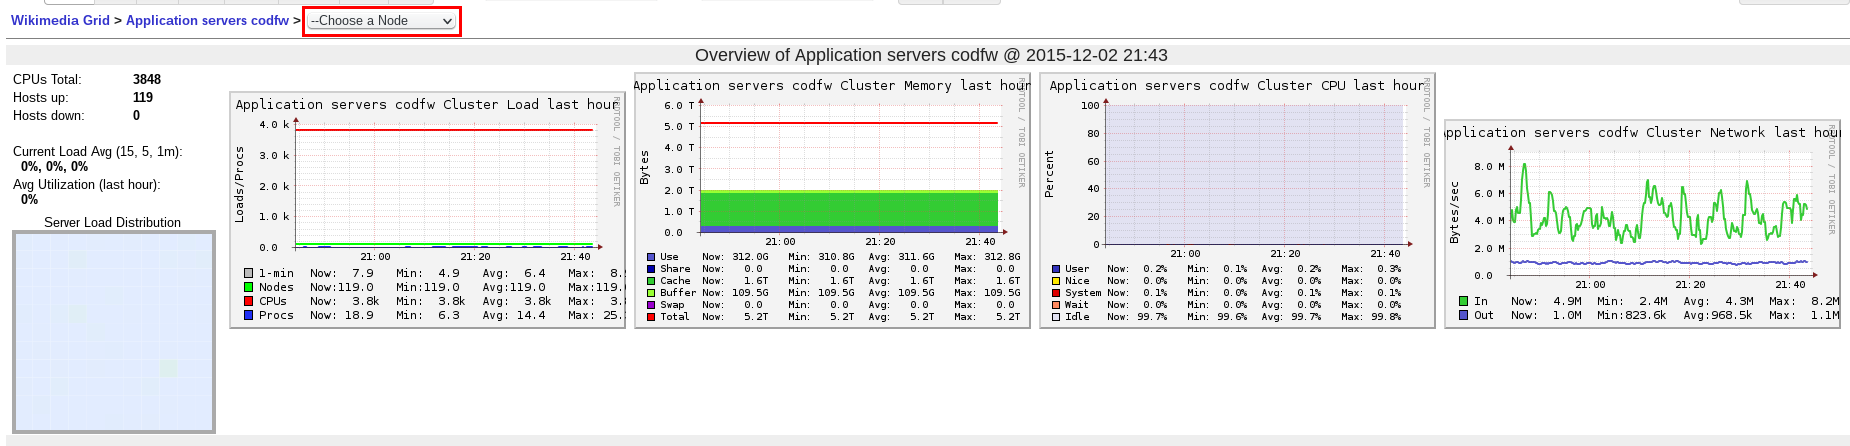 Wikimedia Grid > Application servers codfw > --Choose a Node
Overview of Application servers codfw @ 2015-12-02 21:43
CPUs Total: 3848
Hosts up: 119
Hosts down: 0
Current Load Avg (15, 5, 1m):
0%, 0%, 0%
Avg Utilization (last hour):
0%
Server Load Distribution
Application servers codfw Cluster Load last hour
RRDTOOL / TOBI OETIKER
Loads/Procs
4.0 k
3.0 k
2.0 k
1.0 k
0.0
21:00 21:20 21:40
1-min Now: 7.9 Min: 4.9 Avg: 6.4 Max: 8.
Nodes Now:119.0 Min:119.0 Avg:119.0 Max:119.
CPUs Now: 3.8k Min: 3.8k Avg: 3.8k Max: 3.
Procs Now: 18.9 Min: 6.3 Avg: 14.4 Max: 25.
Application servers codfw Cluster Memory last hour
RRDTOOL / TOBI OETIKER
Bytes
6.0 T
5.0 T
4.0 T
3.0 T
2.0 T
1.0 T
0.0
21:00 21:20 21:40
Use Now: 312.0G Min: 310.8G Avg: 311.6G Max: 312.8G
Share Now: 0.0 Min: 0.0 Avg: 0.0 Max: 0.0
Cache Now: 1.6T Min: 1.6T Avg: 1.6T Max: 1.6T
Buffer Now: 109.5G Min: 109.5G Avg: 109.5G Max: 109.5G
Swap Now: 0.0 Min: 0.0 Avg: 0.0 Max: 0.0
Total Now: 5.2T Min: 5.2T Avg: 5.2T Max: 5.2T
Application servers codfw Cluster CPU last hour
RRDTOOL / TOBI OETIKER
Percent
100
80
60
40
20
0
21:00 21:20 21:40
User Now: 0.2% Min: 0.1% Avg: 0.2% Max: 0.3%
Nice Now: 0.0% Min: 0.0% Avg: 0.0% Max: 0.0%
System Now: 0.1% Min: 0.1% Avg: 0.1% Max: 0.1%
Wait Now: 0.0% Min: 0.0% Avg: 0.0% Max: 0.0%
Idle Now: 99.7% Min: 99.6% Avg: 99.7% Max: 99.8%
Application servers codfw Cluster Network last hour
RRDTOOL / TOBI OETIKER
Bytes/sec
8.0 M
6.0 M
4.0 M
2.0 M
0.0
21:00 21:20 21:40
In Now: 4.9M Min: 2.4M Avg: 4.3M Max: 8.2M
Out Now: 1.0M Min:823.6k Avg:968.5k Max: 1.1M